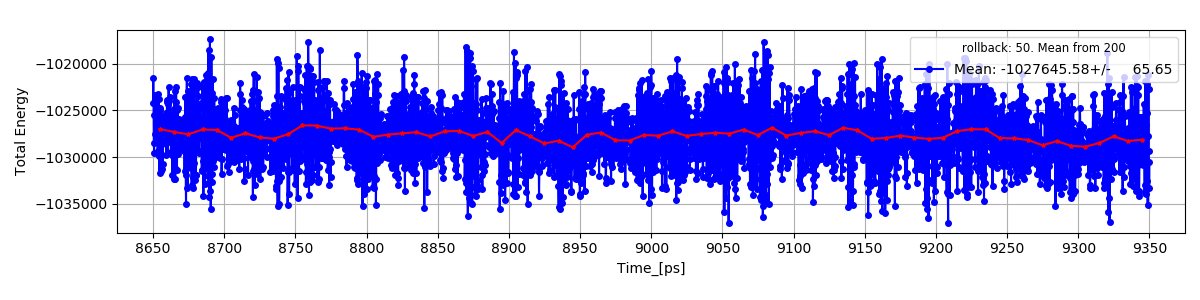 rollback: 50. Mean from 200
Mean: -1027645.58+/- 65.65
Total Energy
−1020000
−1025000
−1030000
−1035000
8650 8700 8750 8800 8850 8900 8950 9000 9050 9100 9150 9200 9250 9300 9350
Time_[ps]